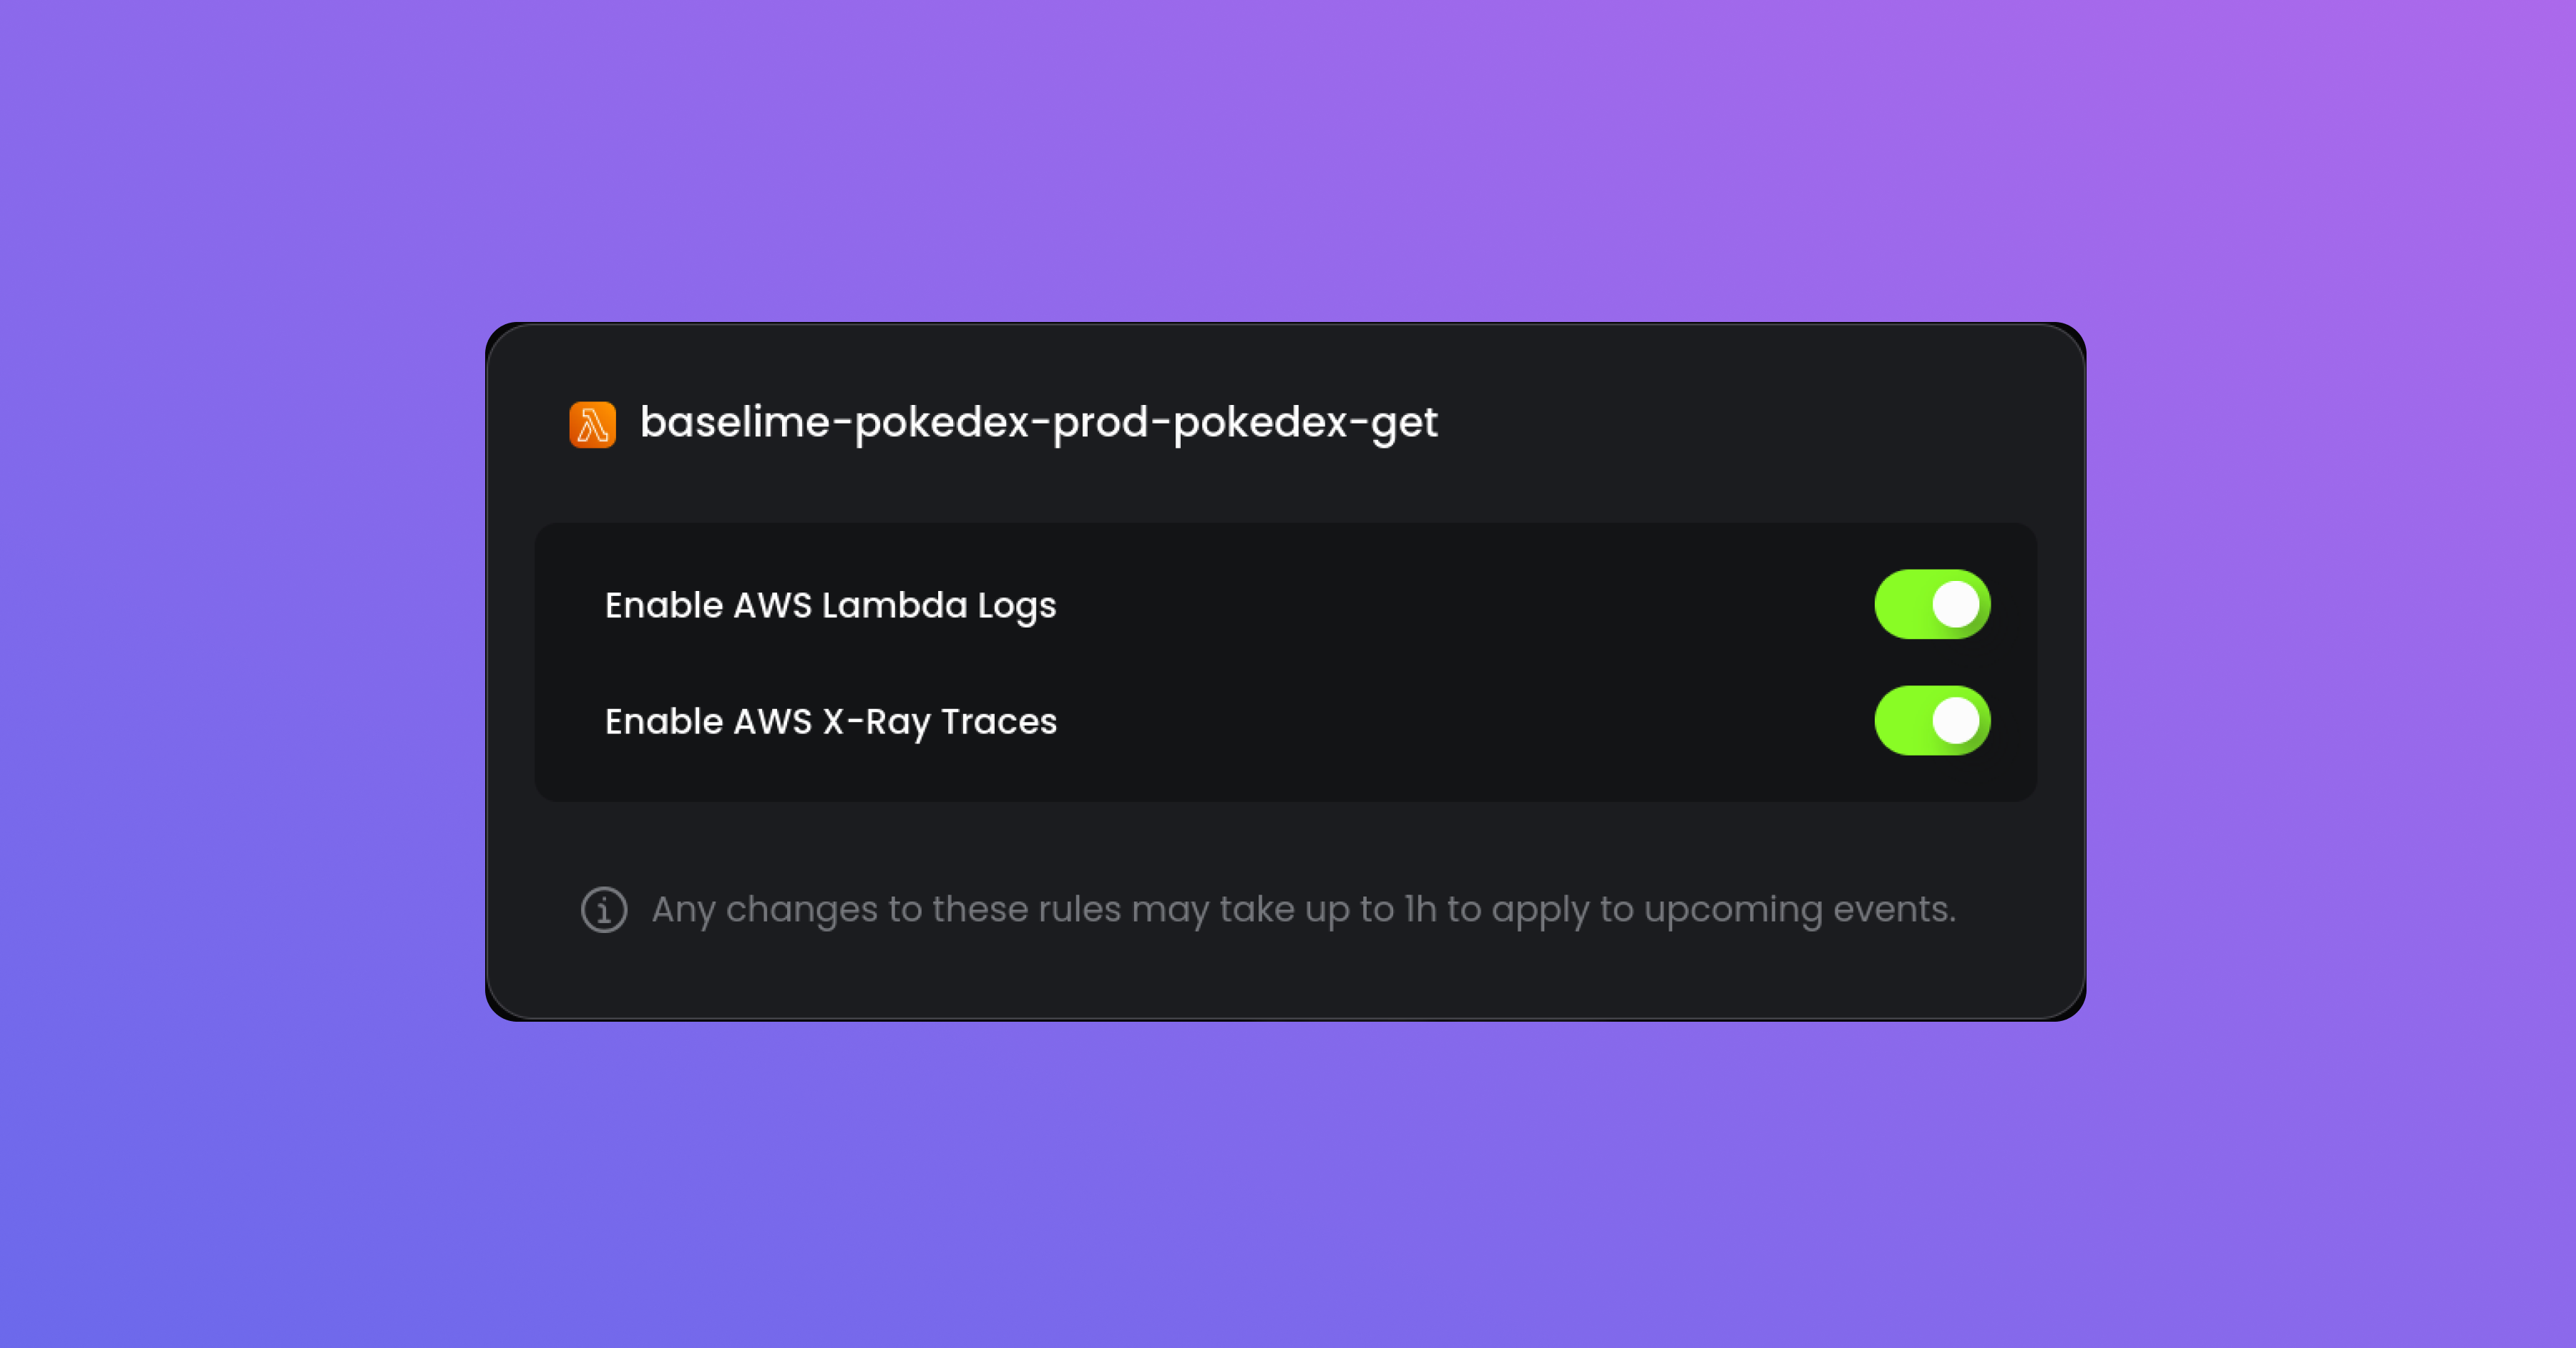 baselime-pokedex-prod-pokedex-get
Enable AWS Lambda Logs
Enable AWS X-Ray Traces
Any changes to these rules may take up to 1h to apply to upcoming events.